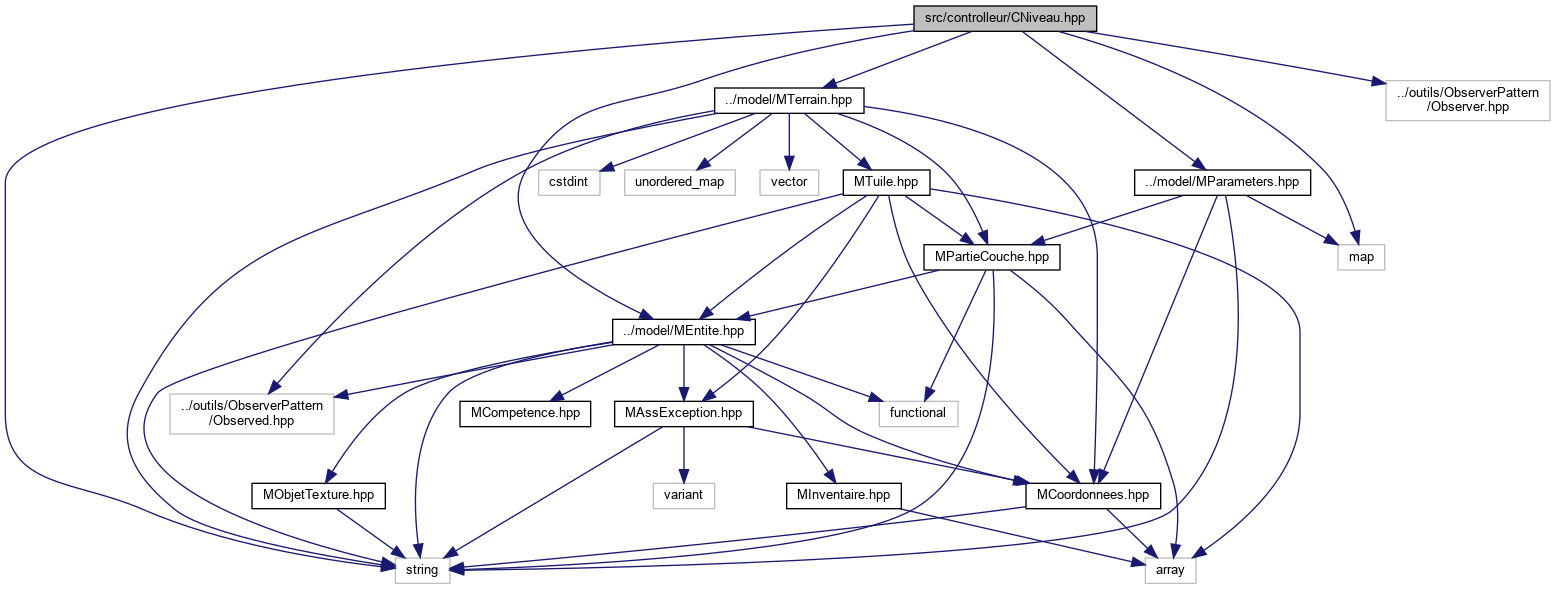 src/controlleur/CNiveau.hpp
../model/MTerrain.hpp
../outils/ObserverPattern
/Observer.hpp
cstdint
unordered_map
vector
MTuile.hpp
../model/MParameters.hpp
MPartieCouche.hpp
map
../model/MEntite.hpp
../outils/ObserverPattern
/Observed.hpp
MCompetence.hpp
MAssException.hpp
functional
MObjetTexture.hpp
variant
MInventaire.hpp
MCoordonnees.hpp
string
array